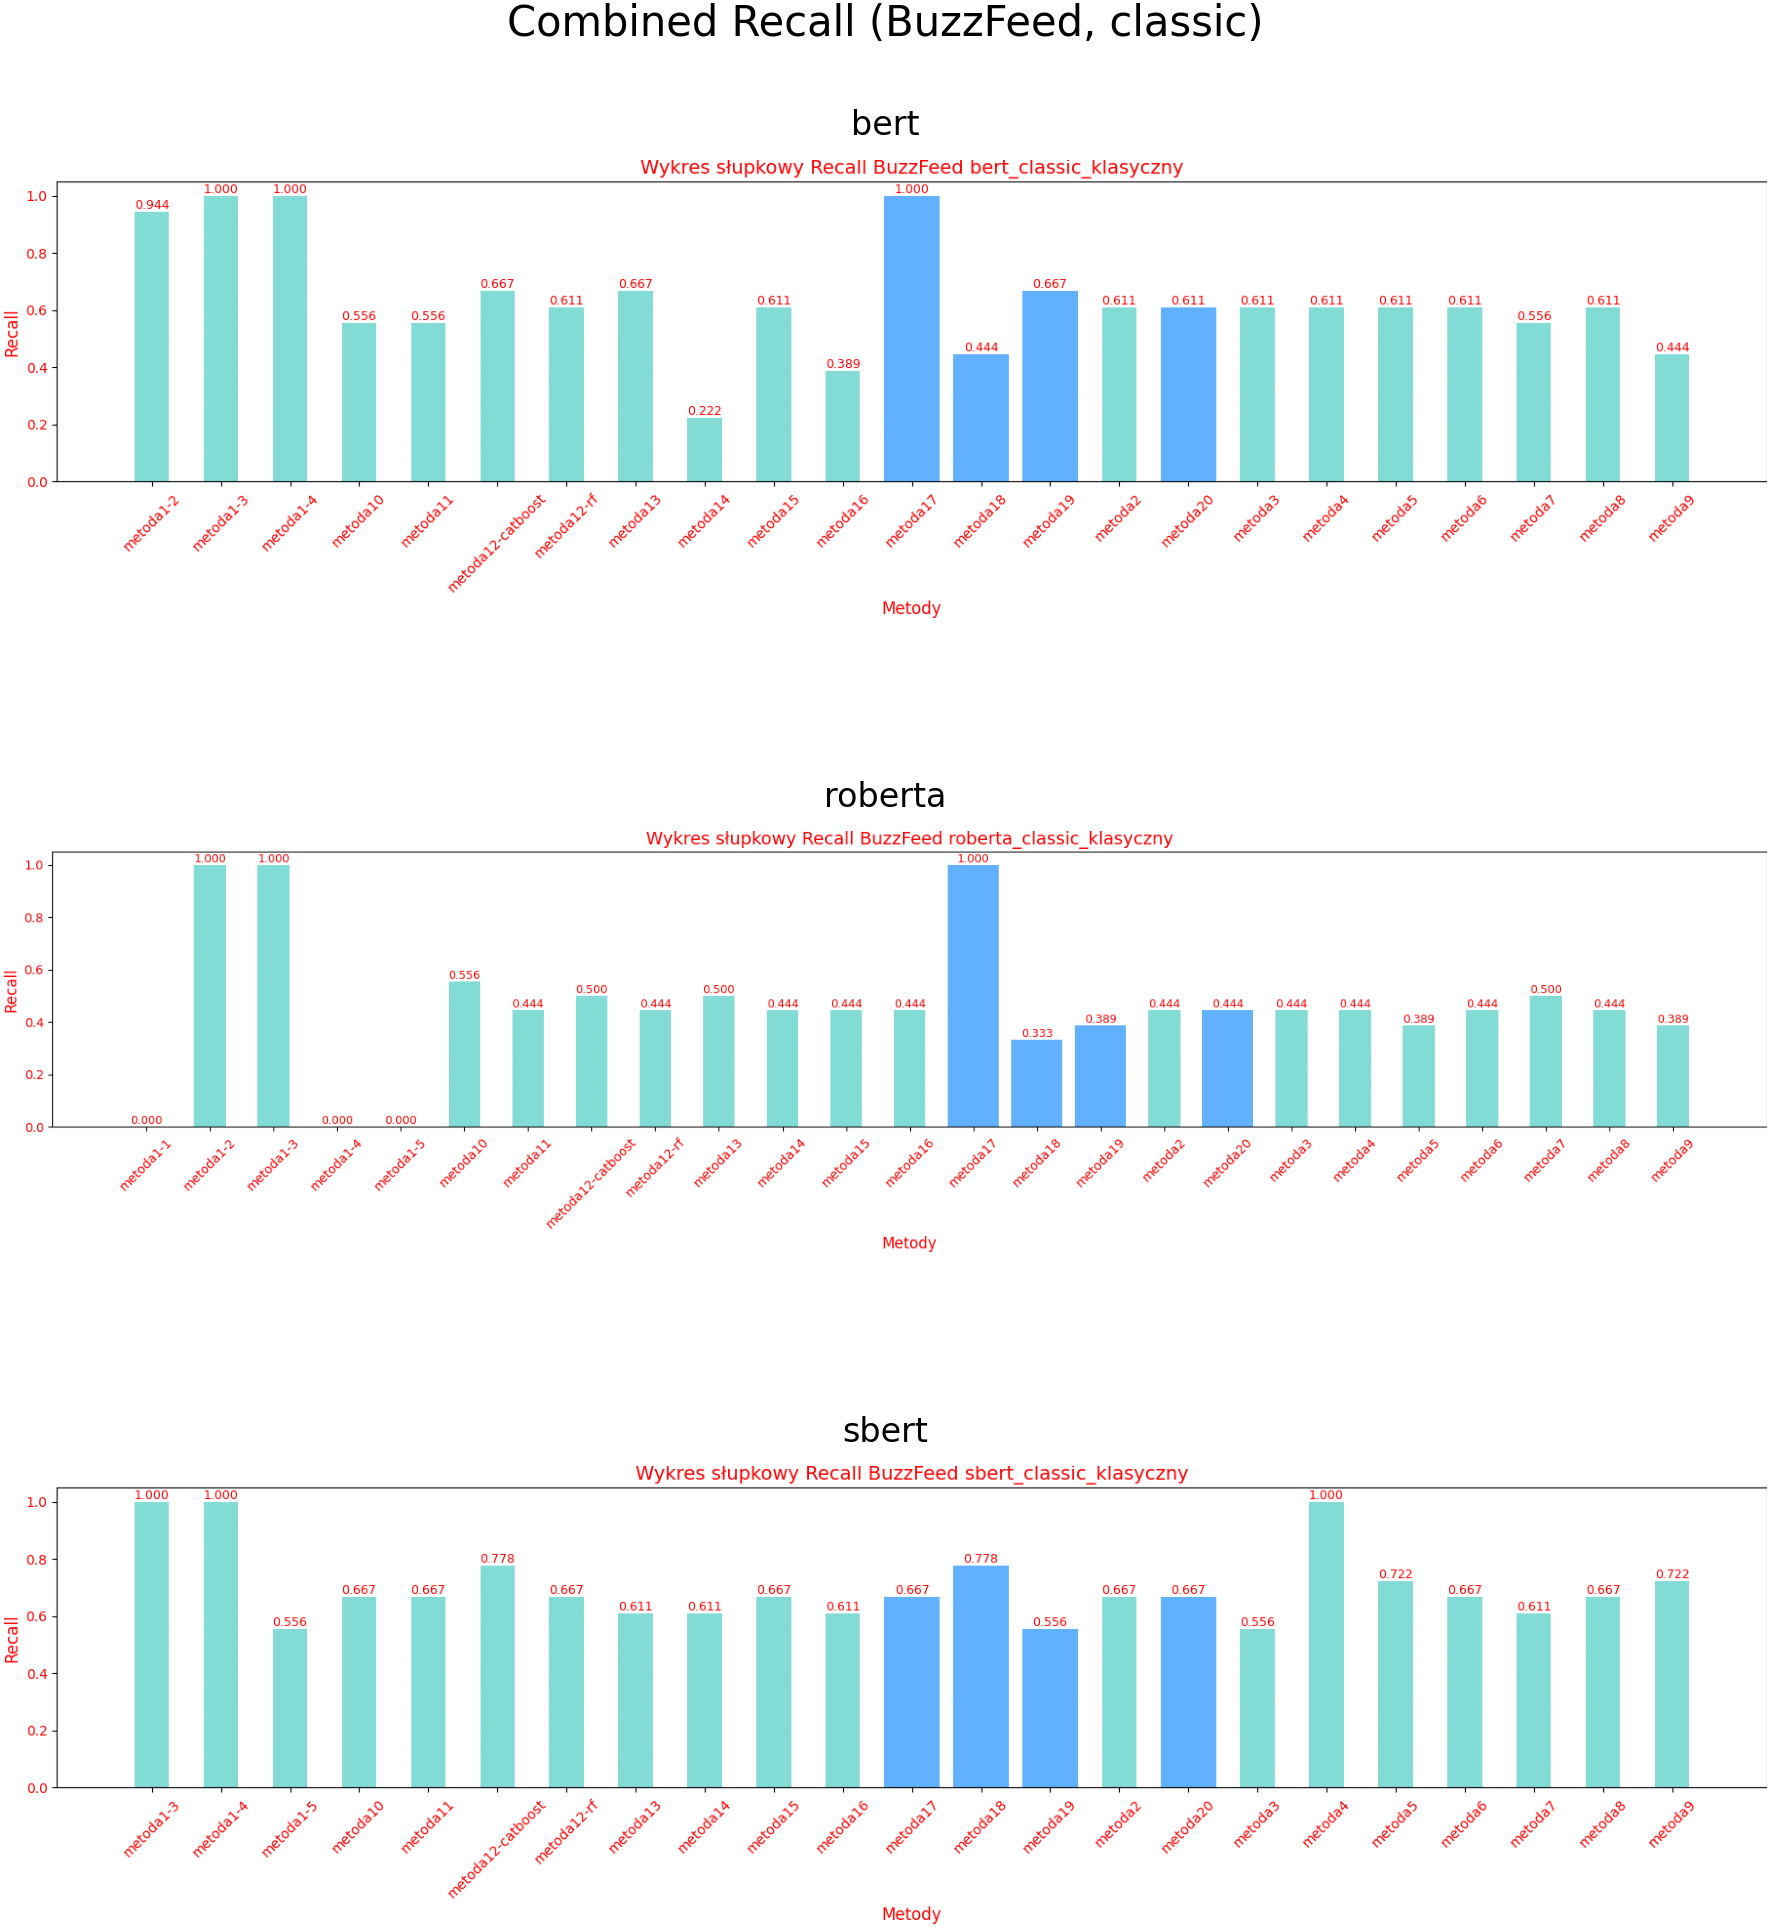 Combined Recall (BuzzFeed, classic)
bert
Wykres słupkowy Recall BuzzFeed bert_classic_klasyczny
Recall
1.0
0.8
0.6
0.4
0.2
0.0
0.944 1.000 1.000 0.556 0.556 0.667 0.611 0.667 0.222 0.611 0.389 1.000 0.444 0.667 0.611 0.611 0.611 0.611 0.611 0.611 0.556 0.611 0.444
metoda1-2 metoda1-3 metoda1-4 metoda10 metoda11 metoda12-catboost metoda12-rf metoda13 metoda14 metoda15 metoda16 metoda17 metoda18 metoda19 metoda2 metoda20 metoda3 metoda4 metoda5 metoda6 metoda7 metoda8 metoda9
Metody
roberta
Wykres słupkowy Recall BuzzFeed roberta_classic_klasyczny
Recall
1.0
0.8
0.6
0.4
0.2
0.0
0.000 1.000 1.000 0.000 0.000 0.556 0.444 0.500 0.444 0.500 0.444 0.444 0.444 1.000 0.333 0.389 0.444 0.444 0.444 0.444 0.389 0.444 0.500 0.444 0.389
metoda1-1 metoda1-2 metoda1-3 metoda1-4 metoda1-5 metoda10 metoda11 metoda12-catboost metoda12-rf metoda13 metoda14 metoda15 metoda16 metoda17 metoda18 metoda19 metoda2 metoda20 metoda3 metoda4 metoda5 metoda6 metoda7 metoda8 metoda9
Metody
sbert
Wykres słupkowy Recall BuzzFeed sbert_classic_klasyczny
Recall
1.0
0.8
0.6
0.4
0.2
0.0
1.000 1.000 0.556 0.667 0.667 0.778 0.667 0.611 0.611 0.667 0.611 0.667 0.778 0.556 0.667 0.667 0.556 1.000 0.722 0.667 0.611 0.667 0.722
metoda1-3 metoda1-4 metoda1-5 metoda10 metoda11 metoda12-catboost metoda12-rf metoda13 metoda14 metoda15 metoda16 metoda17 metoda18 metoda19 metoda2 metoda20 metoda3 metoda4 metoda5 metoda6 metoda7 metoda8 metoda9
Metody